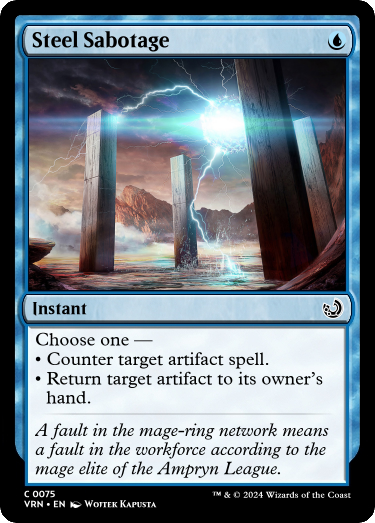 Steel Sabotage
Instant
Choose one —
• Counter target artifact spell.
• Return target artifact to its owner's
hand.
A fault in the mage-ring network means
a fault in the workforce according to the
mage elite of the Ampryn League.
C 0075
VRN • EN Wojtek Kapusta
™ & © 2024 Wizards of the Coast